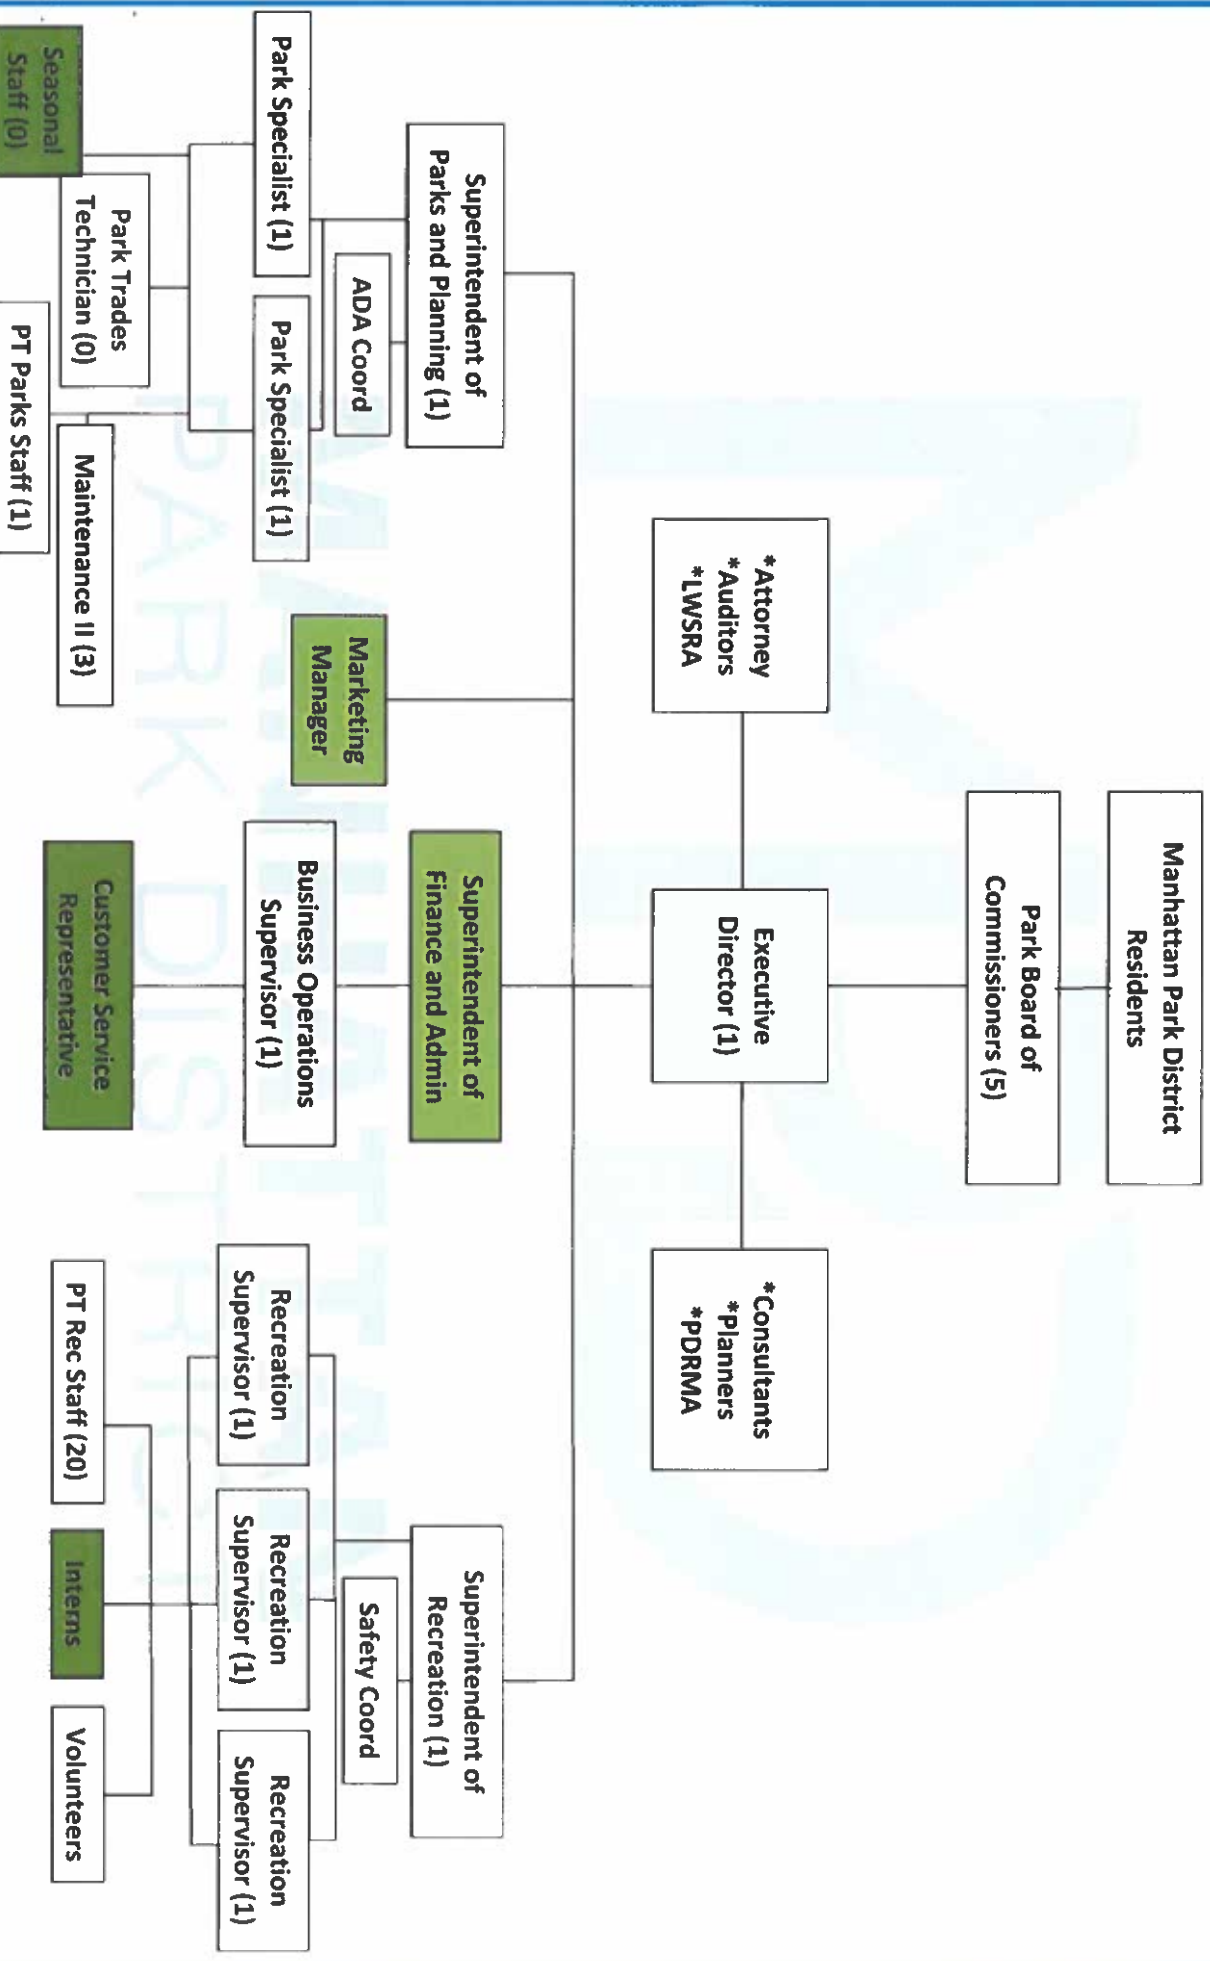 Manhattan Park District
Residents
Park Board of
Commissioners (5)
*Attorney
*Auditors
*LWSRA
Executive
Director (1)
*Consultants
*Planners
*PDRMA
Superintendent of
Parks and Planning (1)
ADA Coord
Park Specialist (1)
Park Specialist (1)
Park Trades
Technician (0)
Seasonal
Staff (0)
Maintenance II (3)
PT Parks Staff (1)
Marketing
Manager
Superintendent of
Finance and Admin
Business Operations
Supervisor (1)
Customer Service
Representative
Superintendent of
Recreation (1)
Safety Coord
Recreation
Supervisor (1)
Recreation
Supervisor (1)
Recreation
Supervisor (1)
PT Rec Staff (20)
Interns
Volunteers
MANHATTAN
PARK DISTRICT